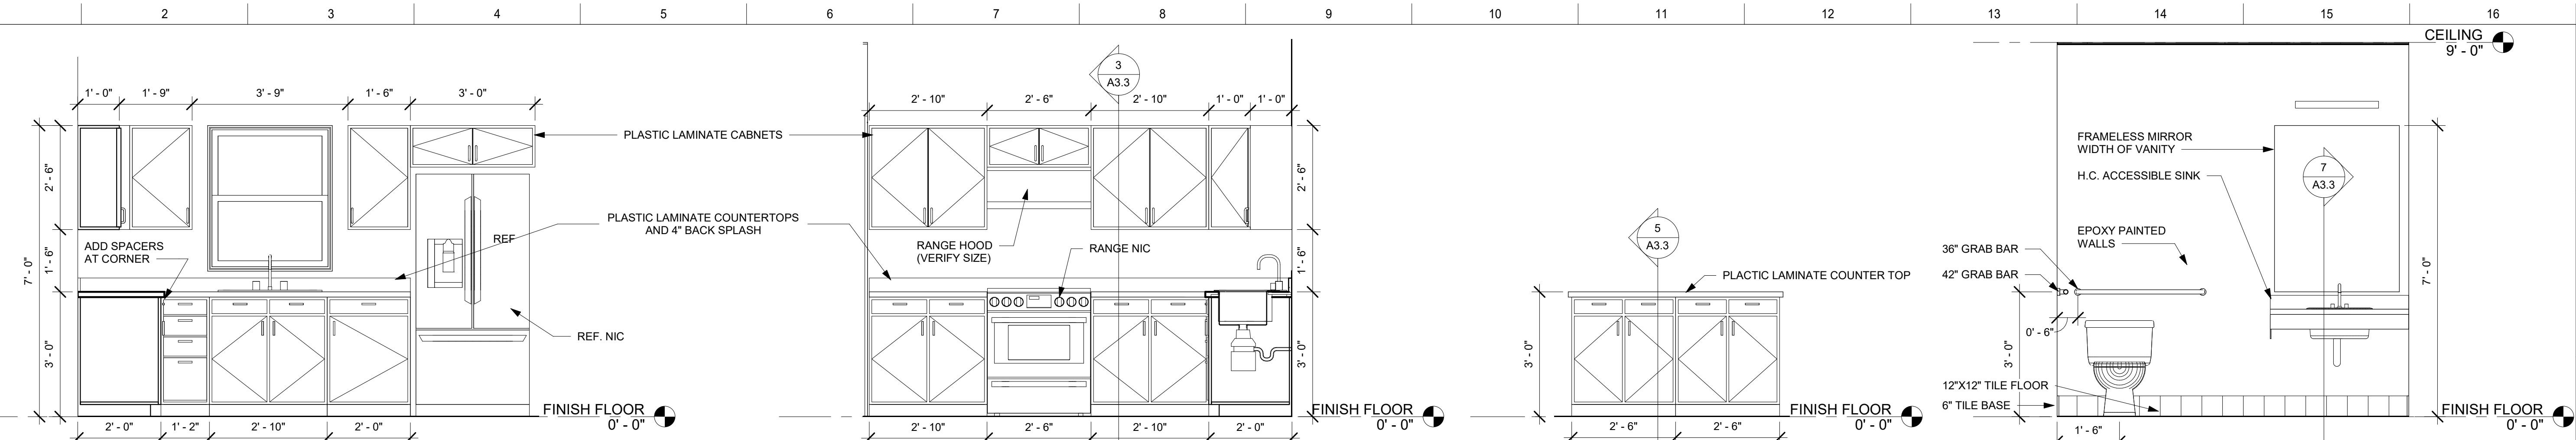 2 3 4 5 6 7 8 9 10 11 12 13 14 15 16
1' - 0" 1' - 9" 3' - 9" 1' - 6" 3' - 0"
7' - 0"
2' - 6"
1' - 6"
3' - 0"
ADD SPACERS
AT CORNER
REF
REF. NIC
FINISH FLOOR
0' - 0"
2' - 0" 1' - 2" 2' - 10" 2' - 0"
PLASTIC LAMINATE CABNETS
PLASTIC LAMINATE COUNTERTOPS
AND 4" BACK SPLASH
3
A3.3
2' - 10" 2' - 6" 2' - 10" 1' - 0" 1' - 0"
RANGE HOOD
(VERIFY SIZE)
RANGE NIC
2' - 6"
1' - 6"
3' - 0"
FINISH FLOOR
0' - 0"
2' - 10" 2' - 6" 2' - 10" 2' - 0"
5
A3.3
PLACTIC LAMINATE COUNTER TOP
3' - 0"
FINISH FLOOR
0' - 0"
2' - 6" 2' - 6"
CEILING
9' - 0"
FRAMELESS MIRROR
WIDTH OF VANITY
H.C. ACCESSIBLE SINK
7
A3.3
EPOXY PAINTED
WALLS
36" GRAB BAR
42" GRAB BAR
0' - 6"
3' - 0"
7' - 0"
12"X12" TILE FLOOR
6" TILE BASE
FINISH FLOOR
0' - 0"
1' - 6"